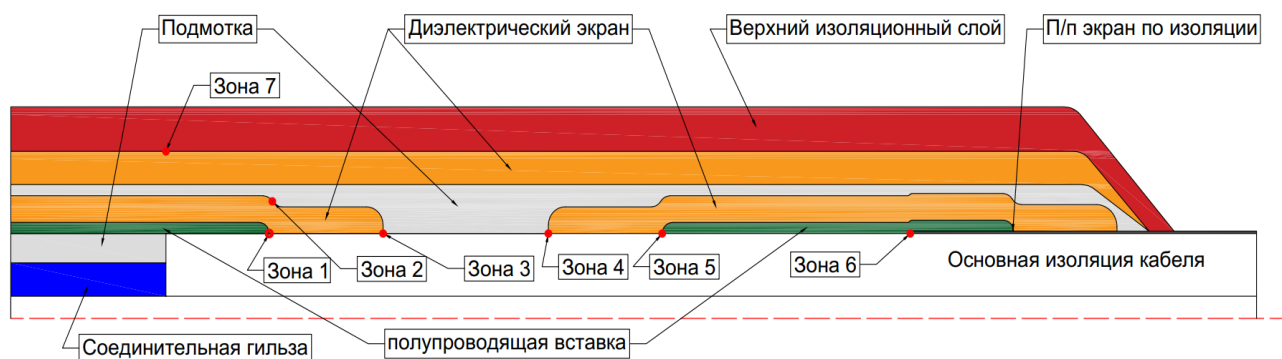 Подмотка
Диэлектрический экран
Верхний изоляционный слой
П/п экран по изоляции
Зона 7
Зона 1
Зона 2
Зона 3
Зона 4
Зона 5
Зона 6
Основная изоляция кабеля
Соединительная гильза
полупроводящая вставка